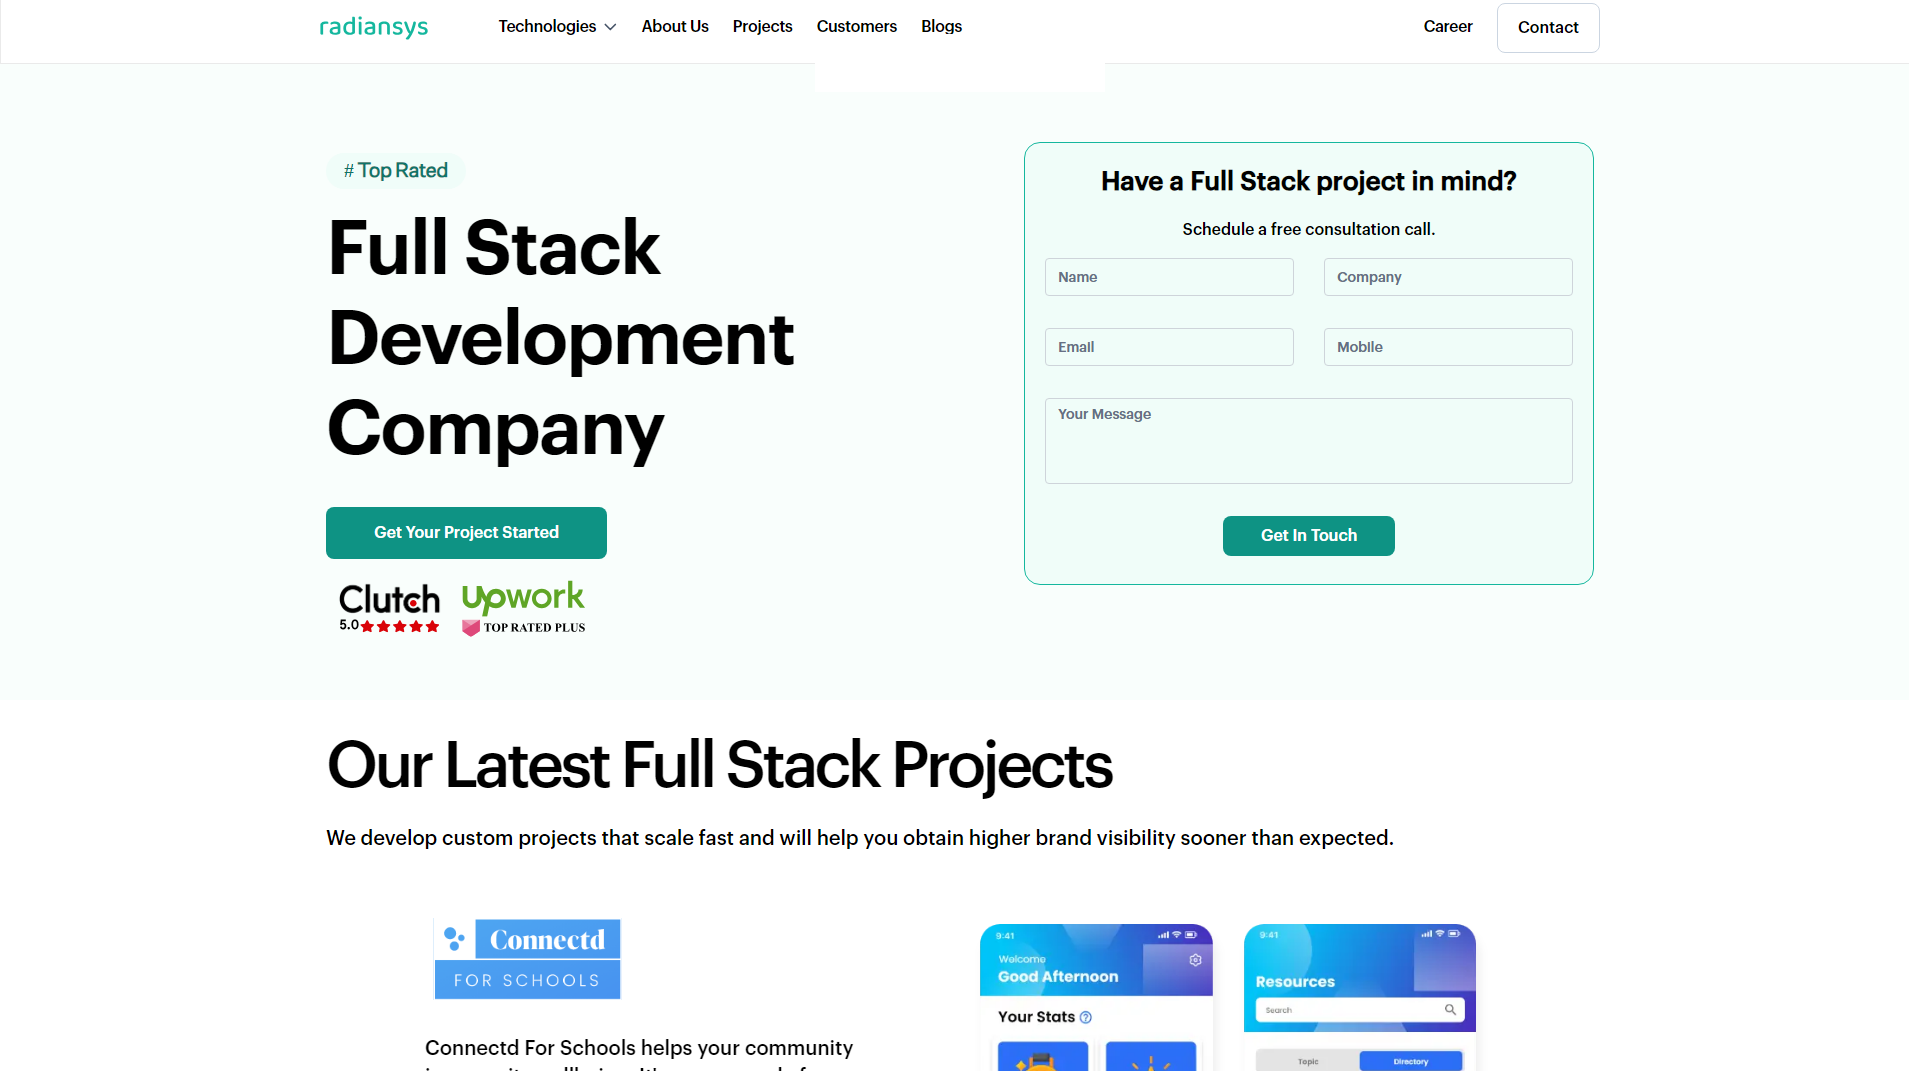 radiansys
Technologies
About Us
Projects
Customers
Blogs
Career
Contact
# Top Rated
Full Stack
Development
Company
Get Your Project Started
Clutch
5.0
Upwork
TOP RATED PLUS
Have a Full Stack project in mind?
Schedule a free consultation call.
Name
Company
Email
Mobile
Your Message
Get In Touch
Our Latest Full Stack Projects
We develop custom projects that scale fast and will help you obtain higher brand visibility sooner than expected.
Connectd
FOR SCHOOLS
Connectd For Schools helps your community
9:41
Welcome
Good Afternoon
Your Stats
9:41
Resources
Search
Topic
Directory